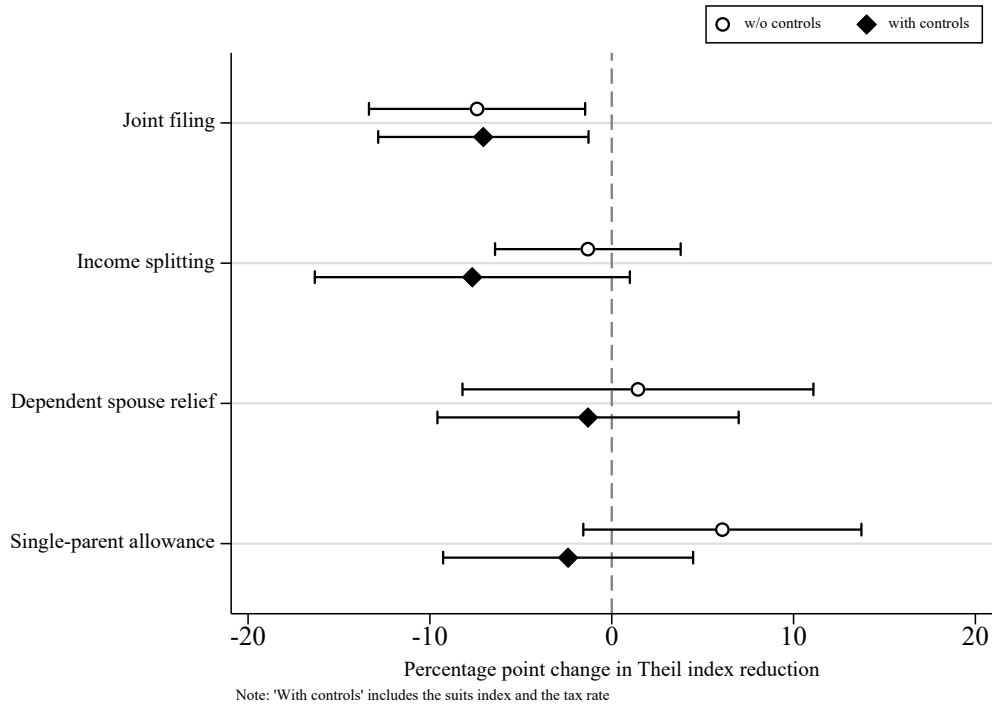 w/o controls with controls
Joint filing
Income splitting
Dependent spouse relief
Single-parent allowance
-20 -10 0 10 20
Percentage point change in Theil index reduction
Note: 'With controls' includes the suits index and the tax rate